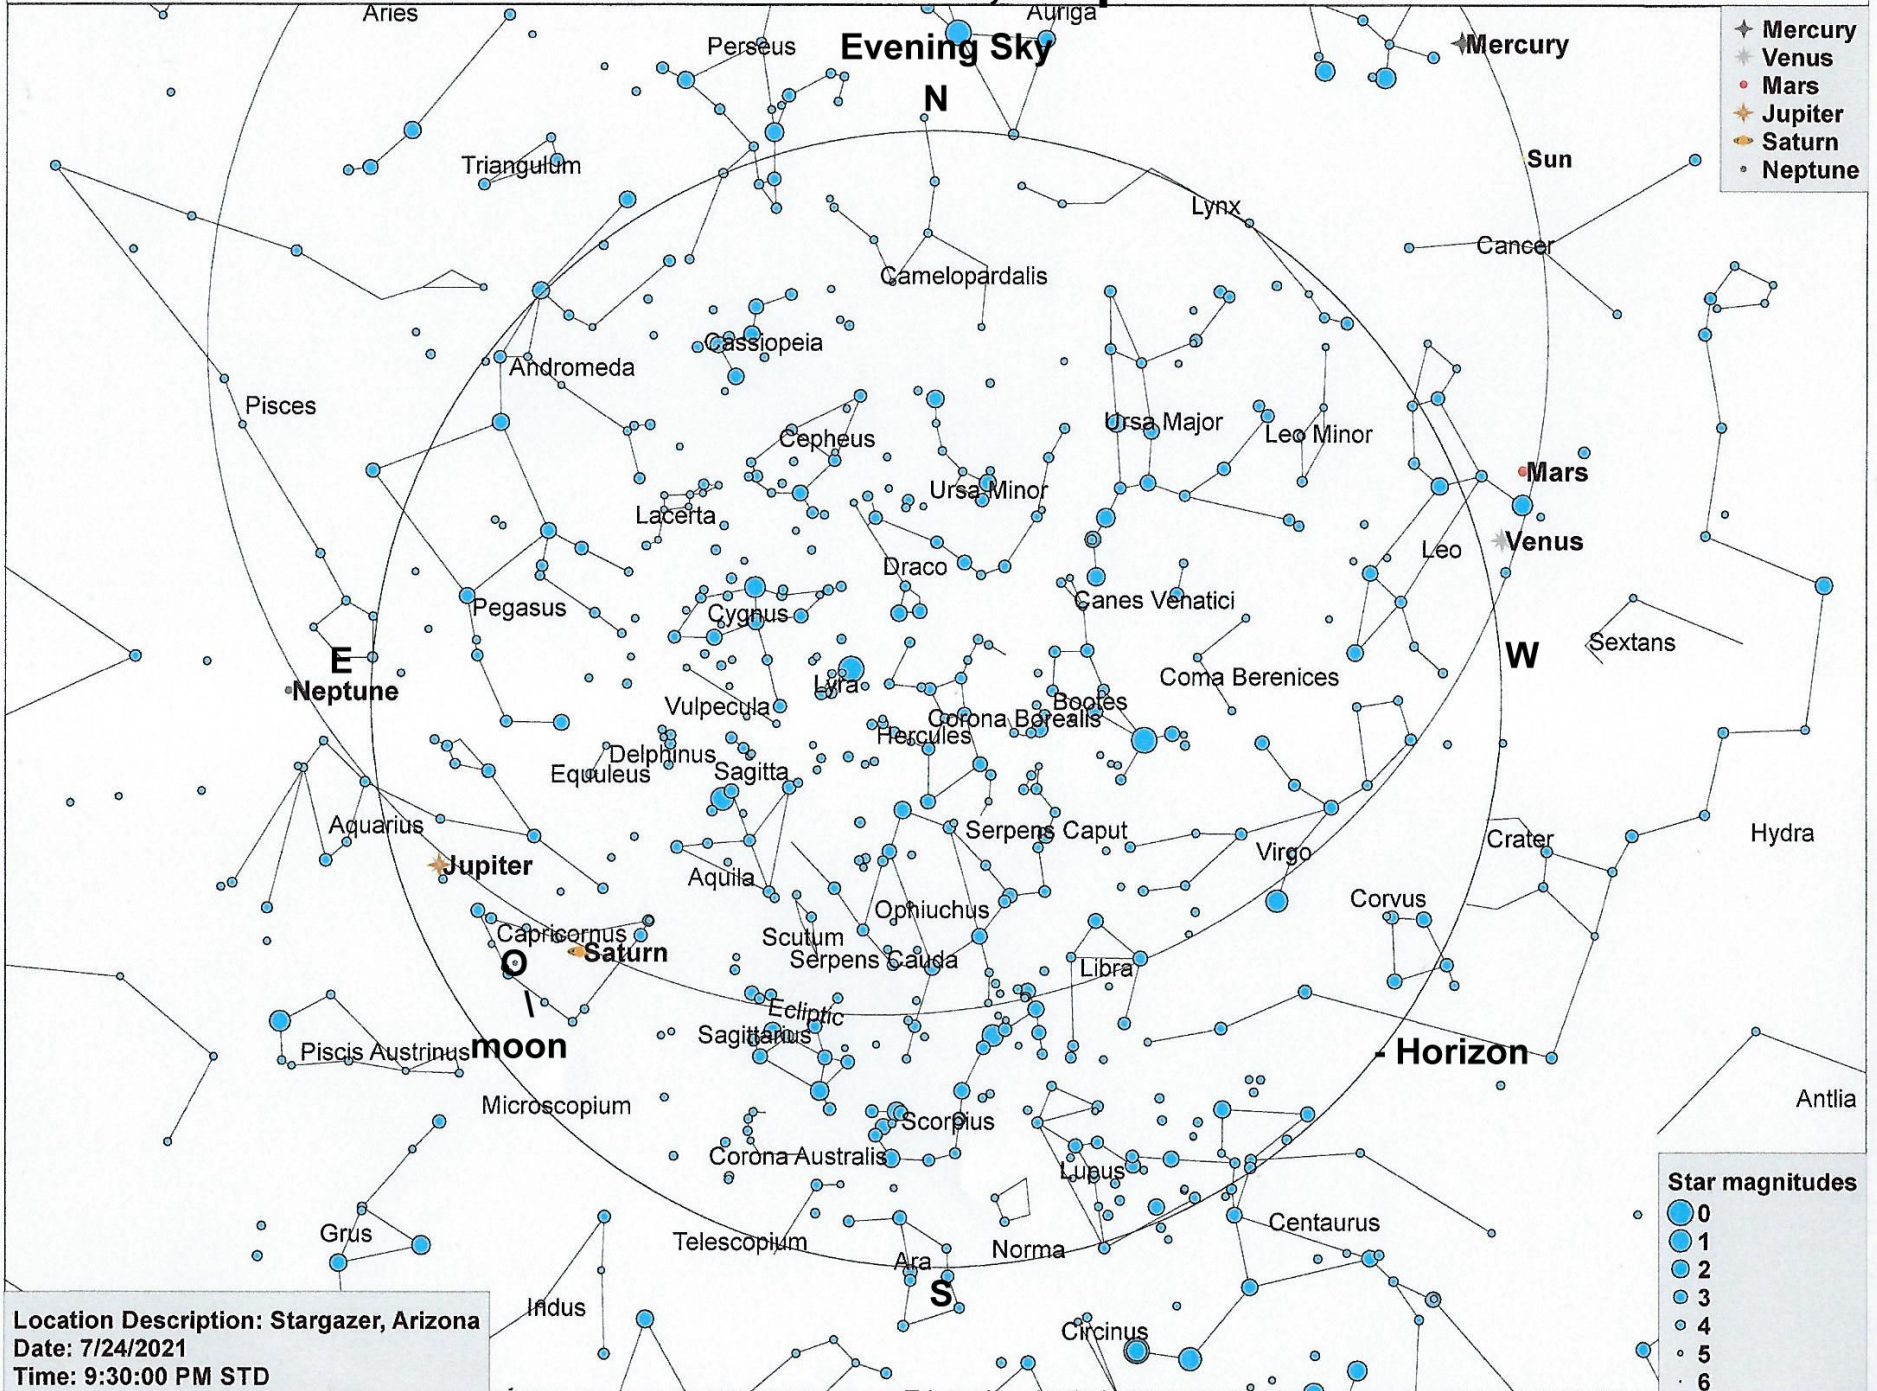 Aries
Auriga
Perseus
Evening Sky
N
Mercury
Mercury
Venus
Mars
Jupiter
Saturn
Neptune
Sun
Triangulum
Lynx
Cancer
Camelopardalis
Cassiopeia
Andromeda
Pisces
Cepheus
Ursa Major
Leo Minor
Mars
Ursa Minor
Lacerta
Draco
Leo
Venus
Pegasus
Cygnus
Canes Venatici
Sextans
E
W
Neptune
Lyra
Coma Berenices
Vulpecula
Bootes
Corona Borealis
Hercules
Delphinus
Equuleus
Sagitta
Aquarius
Serpens Caput
Virgo
Crater
Hydra
Jupiter
Aquila
Ophiuchus
Corvus
Capricornus
Scutum
Saturn
Serpens Cauda
Libra
O
Ecliptic
Sagittarius
Piscis Austrinus
moon
- Horizon
Microscopium
Scorpius
Antlia
Corona Australis
Lupus
Star magnitudes
0
1
2
3
4
5
6
Grus
Telescopium
Norma
Centaurus
Ara
S
Indus
Circinus
Location Description: Stargazer, Arizona
Date: 7/24/2021
Time: 9:30:00 PM STD